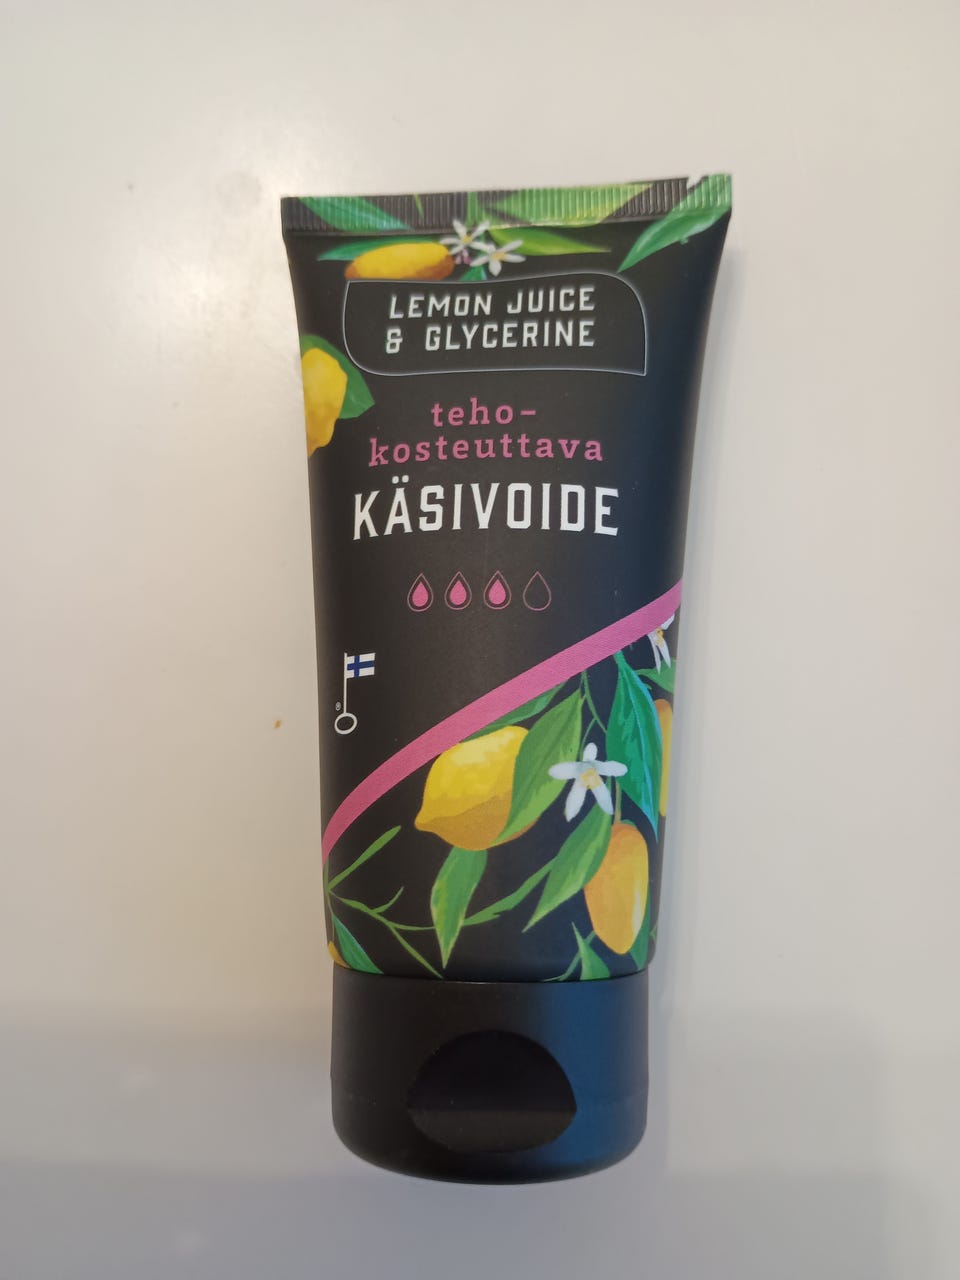 LEMON JUICE
& GLYCERINE
teho-
kosteuttava
KÄSIVOIDE
®